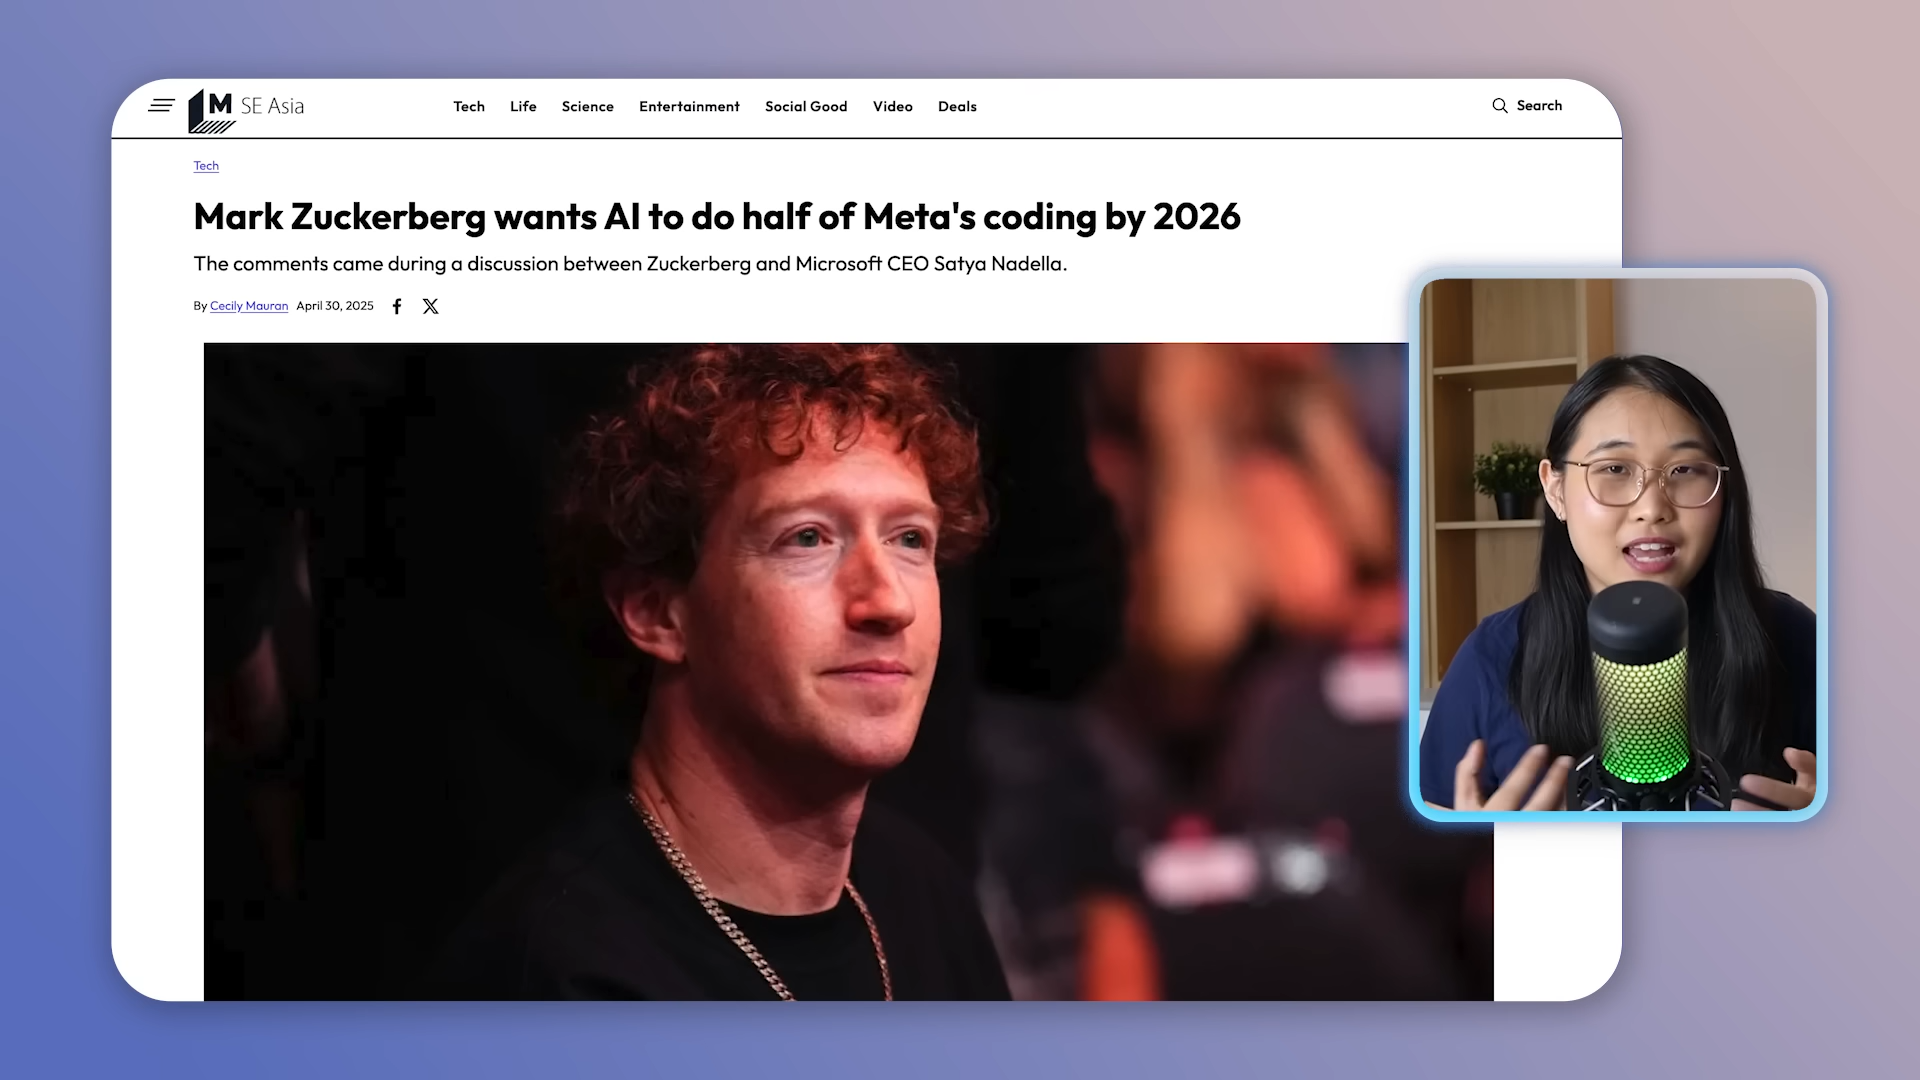 M SE Asia
Tech Life Science Entertainment Social Good Video Deals
Search
Tech
Mark Zuckerberg wants AI to do half of Meta's coding by 2026
The comments came during a discussion between Zuckerberg and Microsoft CEO Satya Nadella.
By Cecily Mauran April 30, 2025